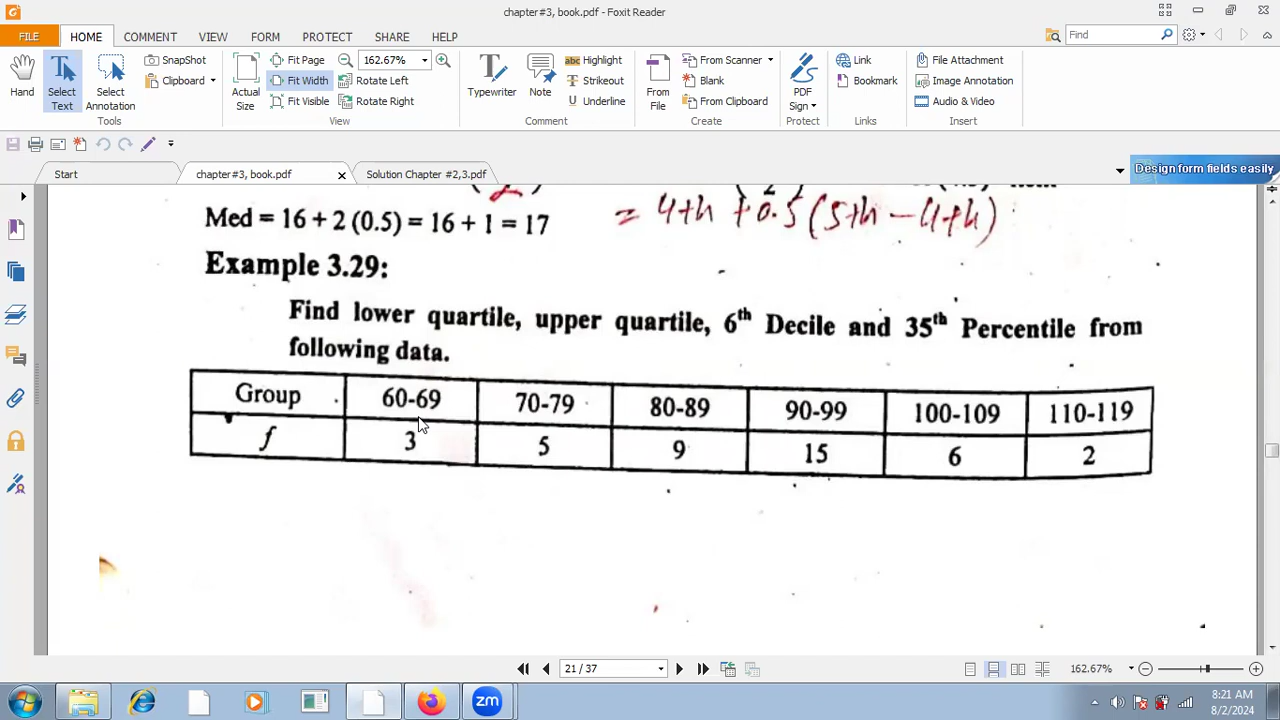 chapter#3, book.pdf - Foxit Reader
FILE HOME COMMENT VIEW FORM PROTECT SHARE HELP
Find
Hand
Select Text
Select Annotation
SnapShot
Clipboard
Tools
Actual Size
Fit Page
Fit Width
Fit Visible
162.67%
Rotate Left
Rotate Right
View
Typewriter
Note
Highlight
Strikeout
Underline
Comment
From File
From Scanner
Blank
From Clipboard
Create
PDF Sign
Protect
Link
Bookmark
Links
File Attachment
Image Annotation
Audio & Video
Insert
Start chapter#3, book.pdf Solution Chapter #2,3.pdf
Design form fields easily
Med = 16 + 2 (0.5) = 16 + 1 = 17 = 4th + 0.5 (5th - 4th)
Example 3.29:
Find lower quartile, upper quartile, 6th Decile and 35th Percentile from
following data.
Group 60-69 70-79 80-89 90-99 100-109 110-119
f 3 5 9 15 6 2
21 / 37
162.67%
zm
8:21 AM
8/2/2024